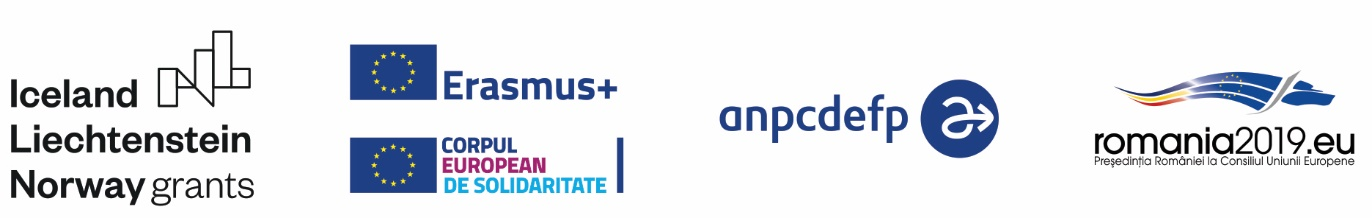 Iceland
Liechtenstein
Norway grants
Erasmus+
CORPUL
EUROPEAN
DE SOLIDARITATE
anpcdefp
romania2019.eu
Președinția României la Consiliul Uniunii Europene